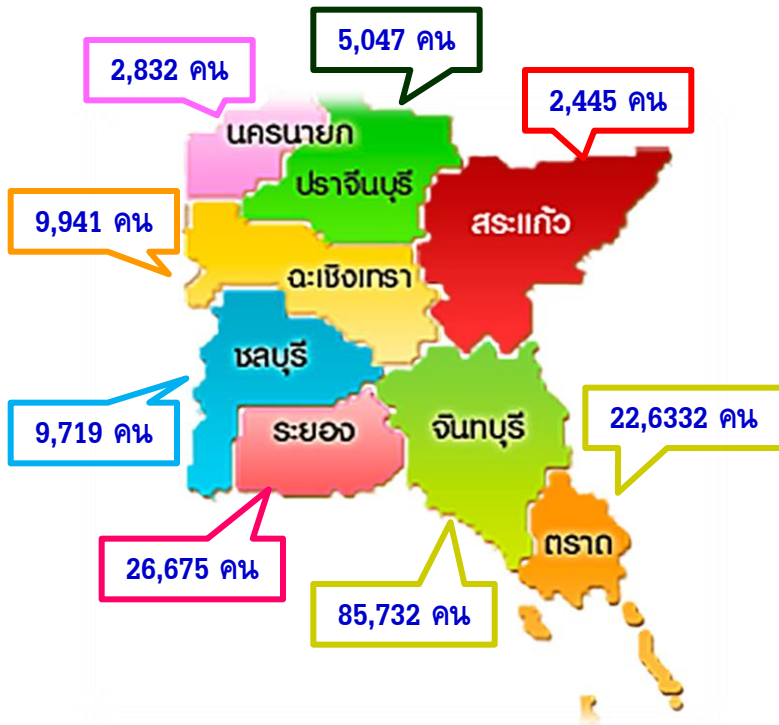 5,047 คน
2,832 คน
2,445 คน
นครนายก
ปราจีนบุรี
9,941 คน
สระแก้ว
ฉะเชิงเทรา
ชลบุรี
9,719 คน
ระยอง
จันทบุรี
22,6332 คน
ตราด
26,675 คน
85,732 คน